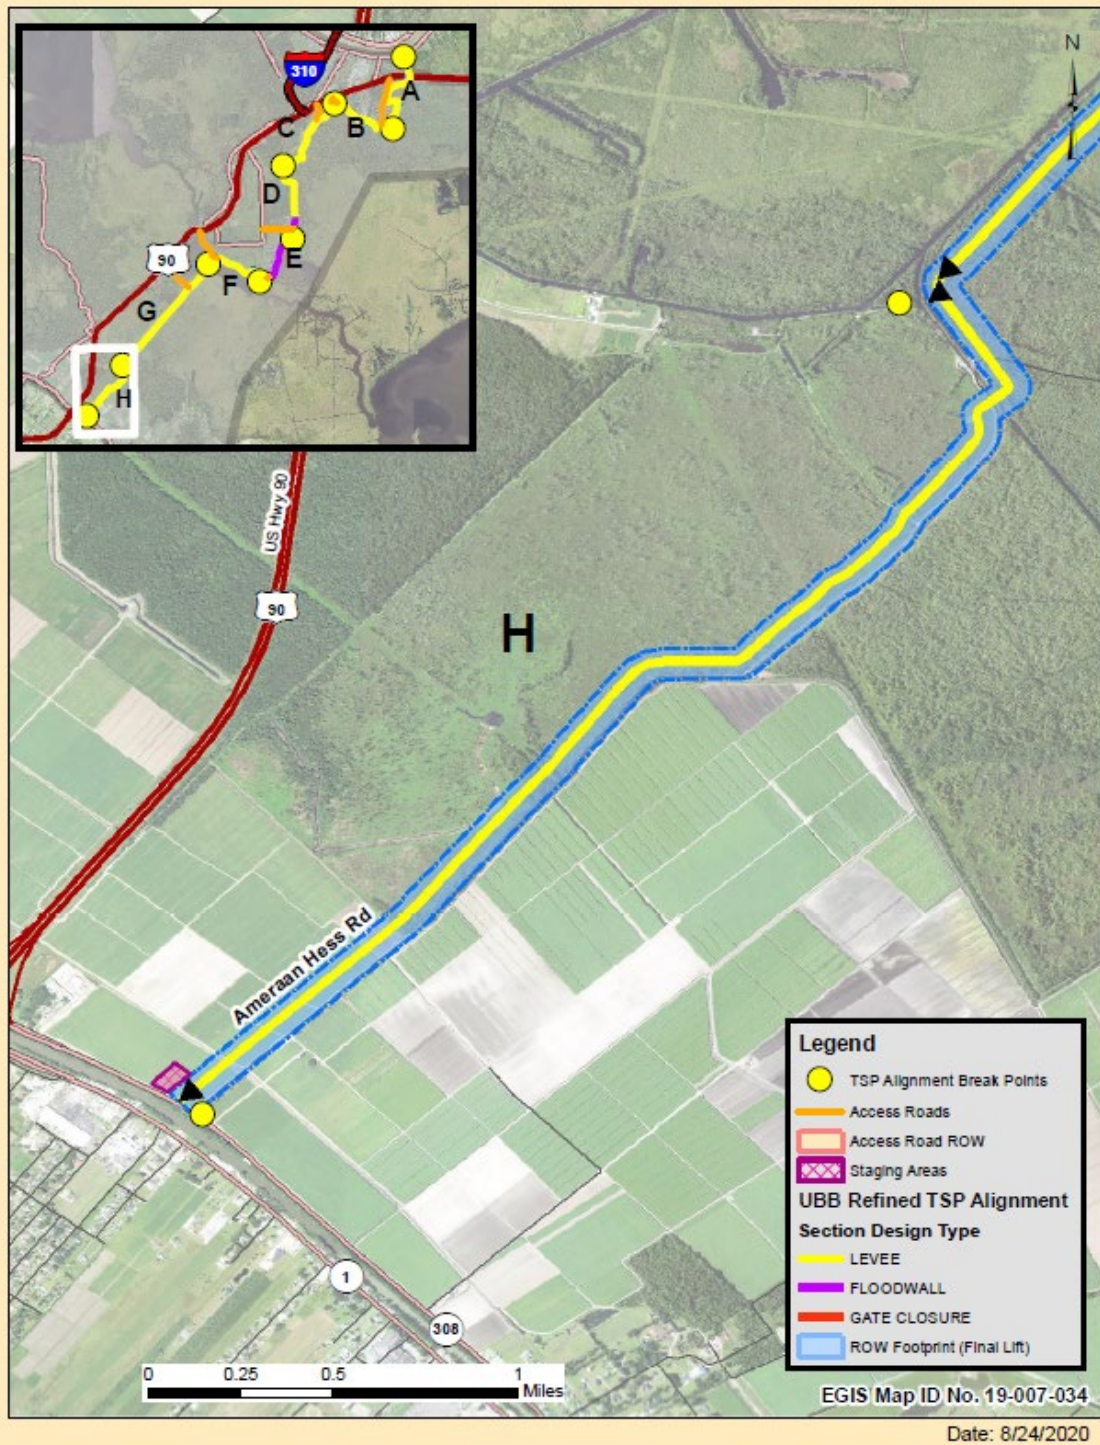 310
A
B
C
D
E
90
F
G
H
N
US Hwy 90
90
H
Ameraan Hess Rd
1
308
0 0.25 0.5 1
Miles
Legend
TSP Alignment Break Points
Access Roads
Access Road ROW
Staging Areas
UBB Refined TSP Alignment
Section Design Type
LEVEE
FLOODWALL
GATE CLOSURE
ROW Footprint (Final Lift)
EGIS Map ID No. 19-007-034
Date: 8/24/2020